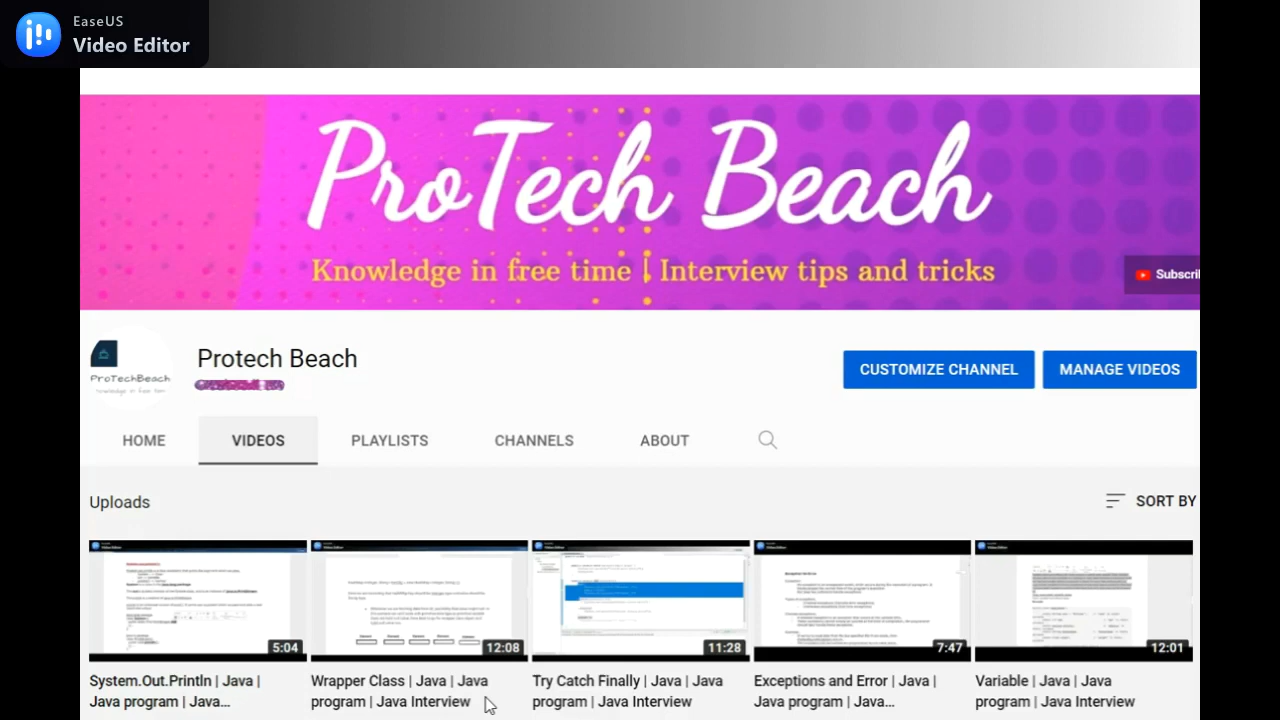 EaseUS
Video Editor
ProTech Beach
Knowledge in free time | Interview tips and tricks
Subscri
ProTechBeach
Protech Beach
CUSTOMIZE CHANNEL
MANAGE VIDEOS
HOME
VIDEOS
PLAYLISTS
CHANNELS
ABOUT
Uploads
SORT BY
5:04
12:08
11:28
7:47
12:01
System.Out.Println | Java |
Java program | Java...
Wrapper Class | Java | Java
program | Java Interview
Try Catch Finally | Java | Java
program | Java Interview
Exceptions and Error | Java |
Java program | Java...
Variable | Java | Java
program | Java Interview